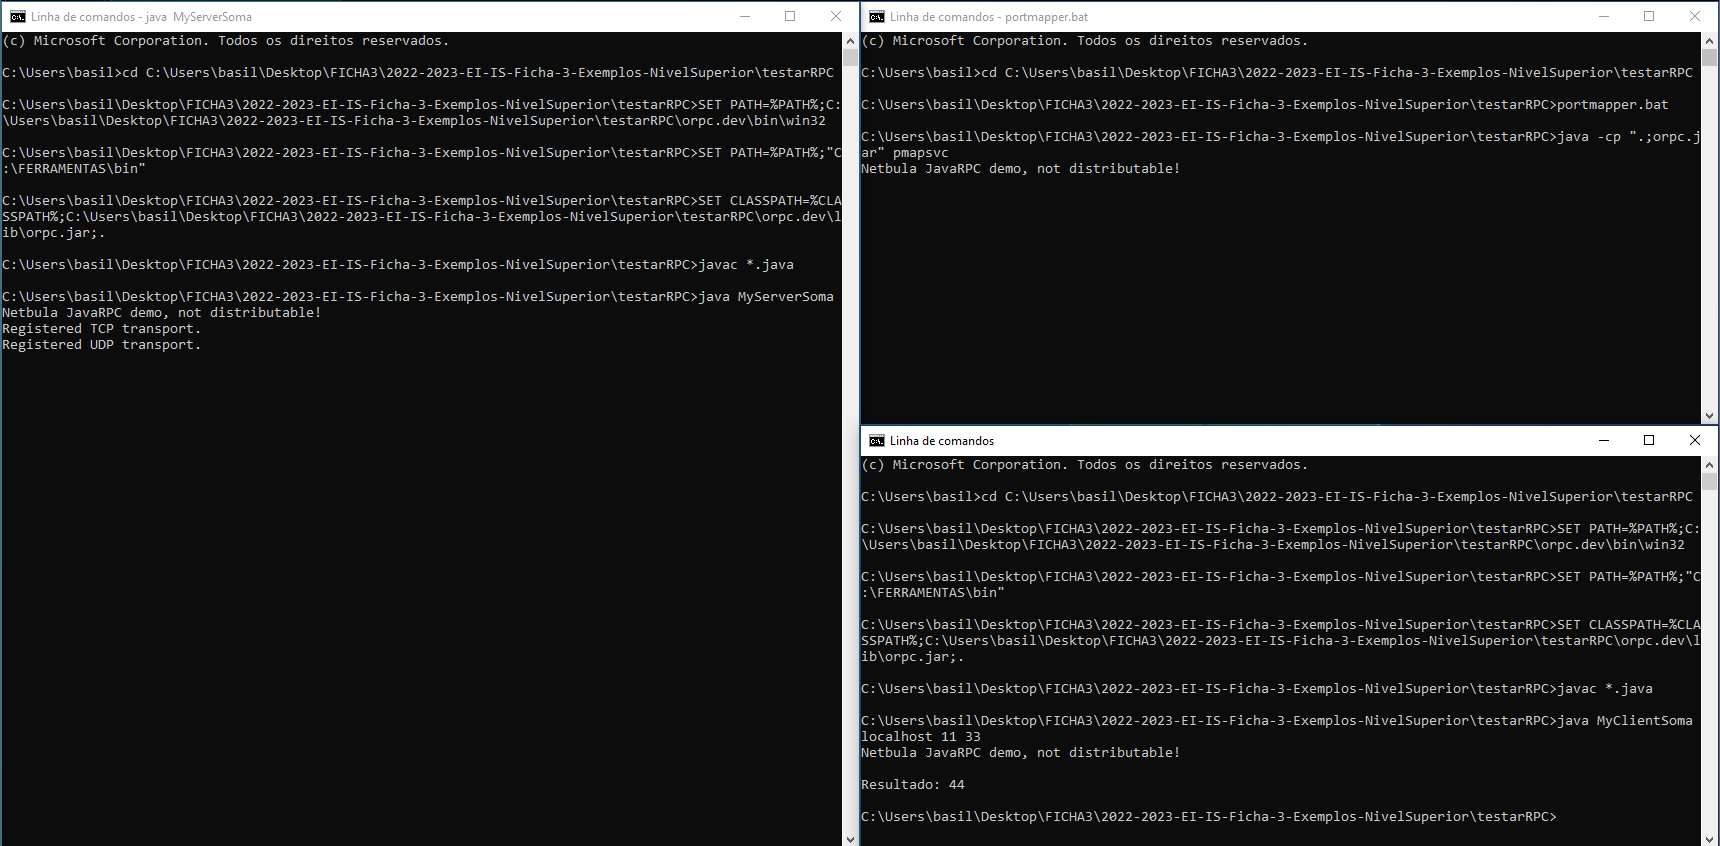 Linha de comandos - java  MyServerSoma
(c) Microsoft Corporation. Todos os direitos reservados.
C:\Users\basil>cd C:\Users\basil\Desktop\FICHA3\2022-2023-EI-IS-Ficha-3-Exemplos-NivelSuperior\testarRPC
C:\Users\basil\Desktop\FICHA3\2022-2023-EI-IS-Ficha-3-Exemplos-NivelSuperior\testarRPC>SET PATH=%PATH%;C:
\Users\basil\Desktop\FICHA3\2022-2023-EI-IS-Ficha-3-Exemplos-NivelSuperior\testarRPC\orpc.dev\bin\win32
C:\Users\basil\Desktop\FICHA3\2022-2023-EI-IS-Ficha-3-Exemplos-NivelSuperior\testarRPC>SET PATH=%PATH%;"C
:\FERRAMENTAS\bin"
C:\Users\basil\Desktop\FICHA3\2022-2023-EI-IS-Ficha-3-Exemplos-NivelSuperior\testarRPC>SET CLASSPATH=%CLA
SSPATH%;C:\Users\basil\Desktop\FICHA3\2022-2023-EI-IS-Ficha-3-Exemplos-NivelSuperior\testarRPC\orpc.dev\l
ib\orpc.jar;.
C:\Users\basil\Desktop\FICHA3\2022-2023-EI-IS-Ficha-3-Exemplos-NivelSuperior\testarRPC>javac *.java
C:\Users\basil\Desktop\FICHA3\2022-2023-EI-IS-Ficha-3-Exemplos-NivelSuperior\testarRPC>java MyServerSoma
Netbula JavaRPC demo, not distributable!
Registered TCP transport.
Registered UDP transport.
Linha de comandos - portmapper.bat
(c) Microsoft Corporation. Todos os direitos reservados.
C:\Users\basil>cd C:\Users\basil\Desktop\FICHA3\2022-2023-EI-IS-Ficha-3-Exemplos-NivelSuperior\testarRPC
C:\Users\basil\Desktop\FICHA3\2022-2023-EI-IS-Ficha-3-Exemplos-NivelSuperior\testarRPC>portmapper.bat
C:\Users\basil\Desktop\FICHA3\2022-2023-EI-IS-Ficha-3-Exemplos-NivelSuperior\testarRPC>java -cp ".;orpc.j
ar" pmapsvc
Netbula JavaRPC demo, not distributable!
Linha de comandos
(c) Microsoft Corporation. Todos os direitos reservados.
C:\Users\basil>cd C:\Users\basil\Desktop\FICHA3\2022-2023-EI-IS-Ficha-3-Exemplos-NivelSuperior\testarRPC
C:\Users\basil\Desktop\FICHA3\2022-2023-EI-IS-Ficha-3-Exemplos-NivelSuperior\testarRPC>SET PATH=%PATH%;C:
\Users\basil\Desktop\FICHA3\2022-2023-EI-IS-Ficha-3-Exemplos-NivelSuperior\testarRPC\orpc.dev\bin\win32
C:\Users\basil\Desktop\FICHA3\2022-2023-EI-IS-Ficha-3-Exemplos-NivelSuperior\testarRPC>SET PATH=%PATH%;"C
:\FERRAMENTAS\bin"
C:\Users\basil\Desktop\FICHA3\2022-2023-EI-IS-Ficha-3-Exemplos-NivelSuperior\testarRPC>SET CLASSPATH=%CLA
SSPATH%;C:\Users\basil\Desktop\FICHA3\2022-2023-EI-IS-Ficha-3-Exemplos-NivelSuperior\testarRPC\orpc.dev\l
ib\orpc.jar;.
C:\Users\basil\Desktop\FICHA3\2022-2023-EI-IS-Ficha-3-Exemplos-NivelSuperior\testarRPC>javac *.java
C:\Users\basil\Desktop\FICHA3\2022-2023-EI-IS-Ficha-3-Exemplos-NivelSuperior\testarRPC>java MyClientSoma
localhost 11 33
Netbula JavaRPC demo, not distributable!
Resultado: 44
C:\Users\basil\Desktop\FICHA3\2022-2023-EI-IS-Ficha-3-Exemplos-NivelSuperior\testarRPC>